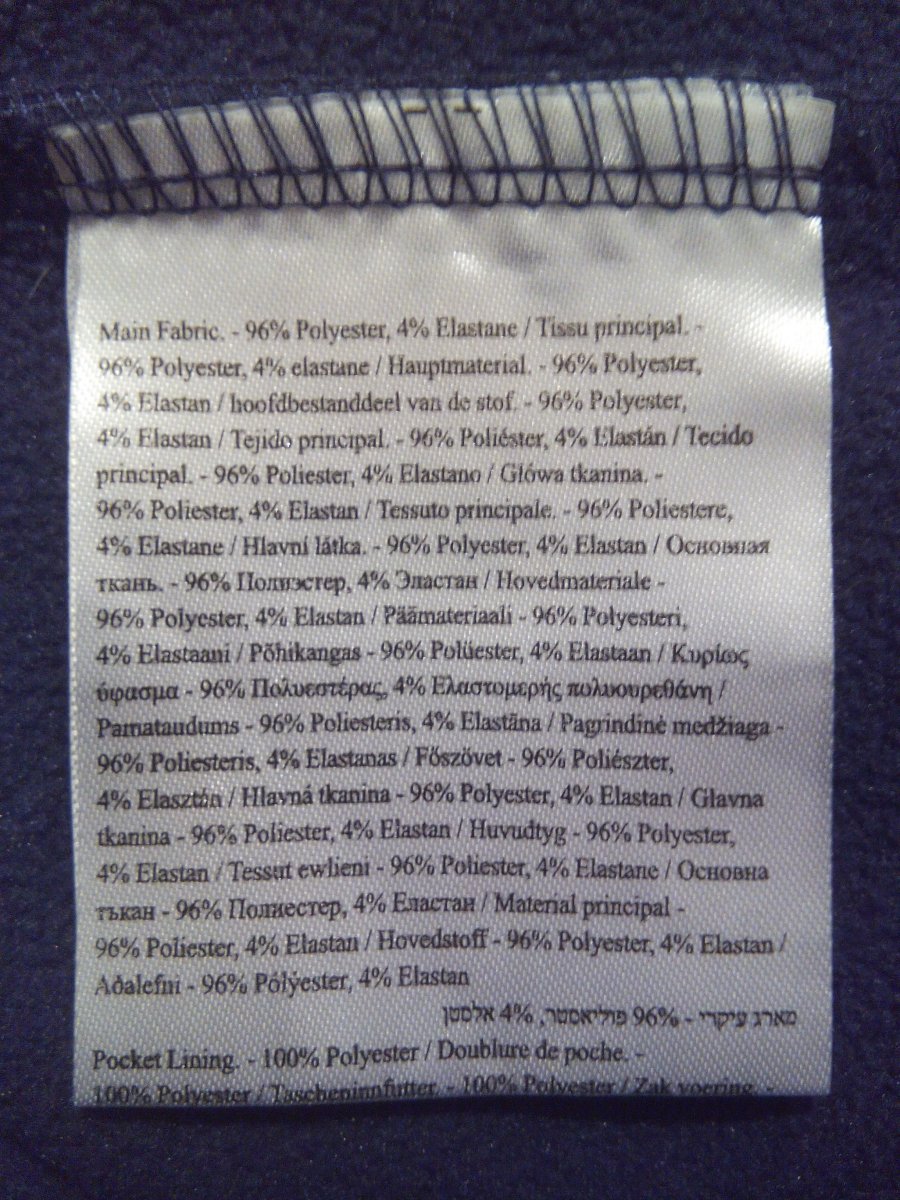 Main Fabric. - 96% Polyester, 4% Elastane / Tissu principal. -
96% Polyester, 4% elastane / Hauptmaterial. - 96% Polyester,
4% Elastan / hoofdbestanddeel van de stof. - 96% Polyester,
4% Elastan / Tejido principal. - 96% Poliéster, 4% Elastán / Tecido
principal. - 96% Poliester, 4% Elastano / Główa tkanina. -
96% Poliester, 4% Elastan / Tessuto principale. - 96% Poliestere,
4% Elastane / Hlavní látka. - 96% Polyester, 4% Elastan / Основная
ткань. - 96% Полиэстер, 4% Эластан / Hovedmateriale -
96% Polyester, 4% Elastan / Päämateriaali - 96% Polyesteri,
4% Elastaani / Põhikangas - 96% Polüester, 4% Elastaan / Κυρίως
ύφασμα - 96% Πολυεστέρας, 4% Ελαστομερής πολυουρεθάνη /
Pamataudums - 96% Poliesteris, 4% Elastāna / Pagrindinė medžiaga -
96% Poliesteris, 4% Elastanas / Főszövet - 96% Poliészter,
4% Elasztán / Hlavná tkanina - 96% Polyester, 4% Elastan / Glavna
tkanina - 96% Poliester, 4% Elastan / Huvudtyg - 96% Polyester,
4% Elastan / Tessut ewlieni - 96% Poliester, 4% Elastane / Основна
тъкан - 96% Полиестер, 4% Еластан / Material principal -
96% Poliester, 4% Elastan / Hovedstoff - 96% Polyester, 4% Elastan /
Aðalefni - 96% Pólýester, 4% Elastan
מארג עיקרי - 96% פוליאסטר, 4% אלסטן
Pocket Lining. - 100% Polyester / Doublure de poche. -
100% Polyester / Tascheninnfutter. - 100% Polyester / Zak voering. -